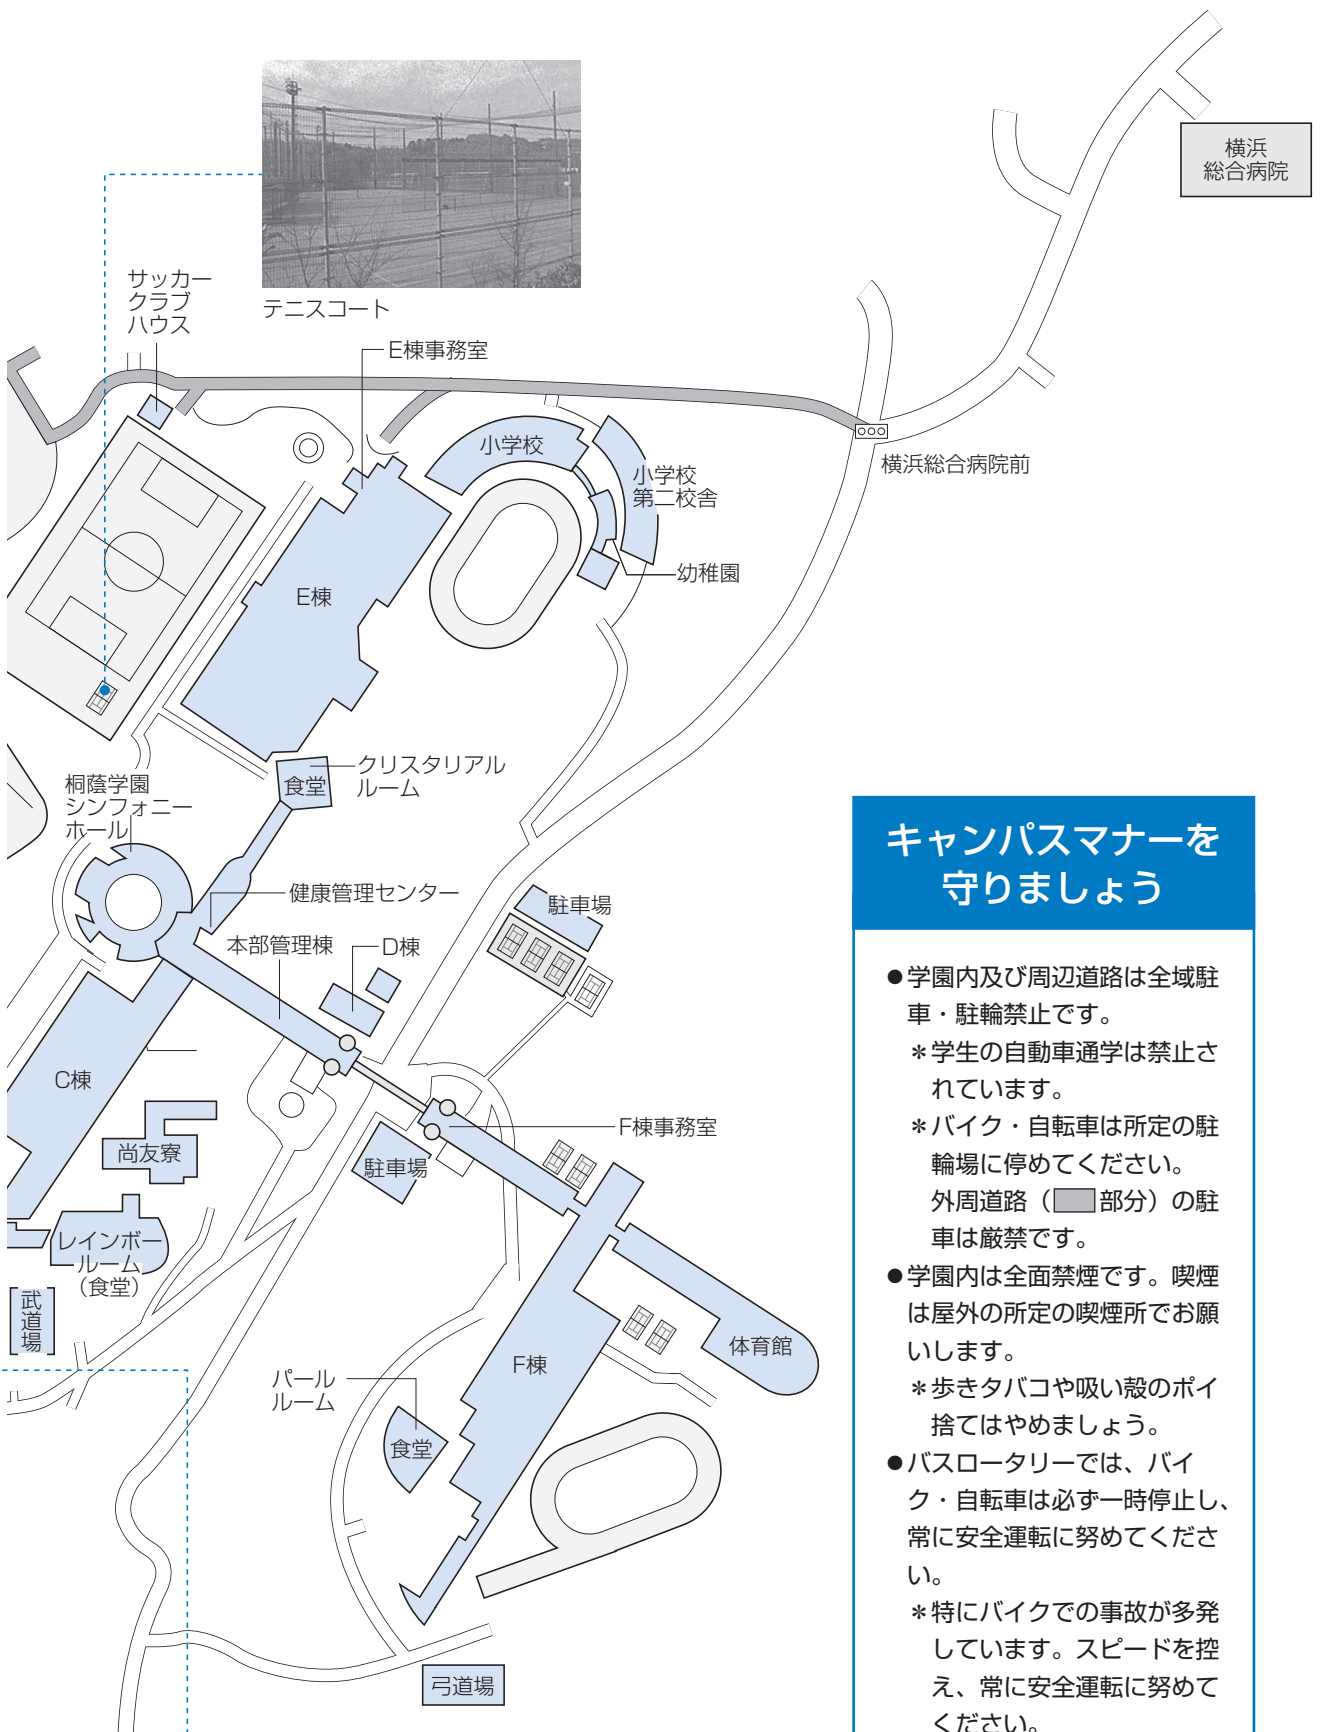 横浜
総合病院
サッカー
クラブ
ハウス
テニスコート
E棟事務室
小学校
小学校
第二校舎
横浜総合病院前
幼稚園
E棟
クリスタリアル
ルーム
食堂
桐蔭学園
シンフォニー
ホール
健康管理センター
本部管理棟
D棟
駐車場
C棟
F棟事務室
尚友寮
駐車場
レインボー
ルーム
（食堂）
武道場
体育館
F棟
パール
ルーム
食堂
弓道場
キャンパスマナーを
守りましょう
●学園内及び周辺道路は全域駐
車・駐輪禁止です。
＊学生の自動車通学は禁止さ
れています。
＊バイク・自転車は所定の駐
輪場に停めてください。
外周道路（ 部分）の駐
車は厳禁です。
●学園内は全面禁煙です。喫煙
は屋外の所定の喫煙所でお願
いします。
＊歩きタバコや吸い殻のポイ
捨てはやめましょう。
●バスロータリーでは、バイ
ク・自転車は必ず一時停止し、
常に安全運転に努めてくださ
い。
＊特にバイクでの事故が多発
しています。スピードを控
え、常に安全運転に努めて
ください。